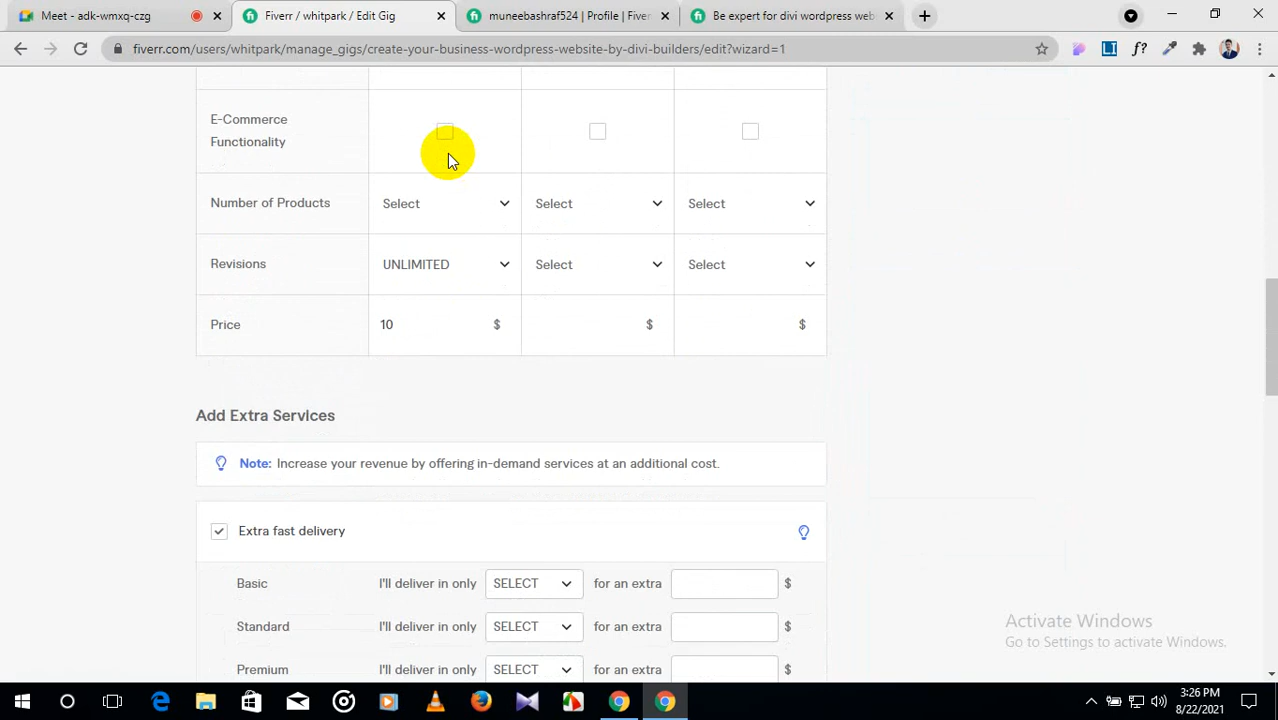 Meet - adk-wmxq-czg
Fiverr / whitpark / Edit Gig
muneebashraf524 | Profile | Fiverr
Be expert for divi wordpress web
fiverr.com/users/whitpark/manage_gigs/create-your-business-wordpress-website-by-divi-builders/edit?wizard=1
LI
f?
E-Commerce
Functionality
Number of Products
Select
Select
Select
Revisions
UNLIMITED
Select
Select
Price
10
$
$
$
Add Extra Services
Note: Increase your revenue by offering in-demand services at an additional cost.
Extra fast delivery
Basic
I'll deliver in only
SELECT
for an extra
$
Standard
I'll deliver in only
SELECT
for an extra
$
Premium
I'll deliver in only
SELECT
for an extra
$
Activate Windows
Go to Settings to activate Windows.
3:26 PM
8/22/2021